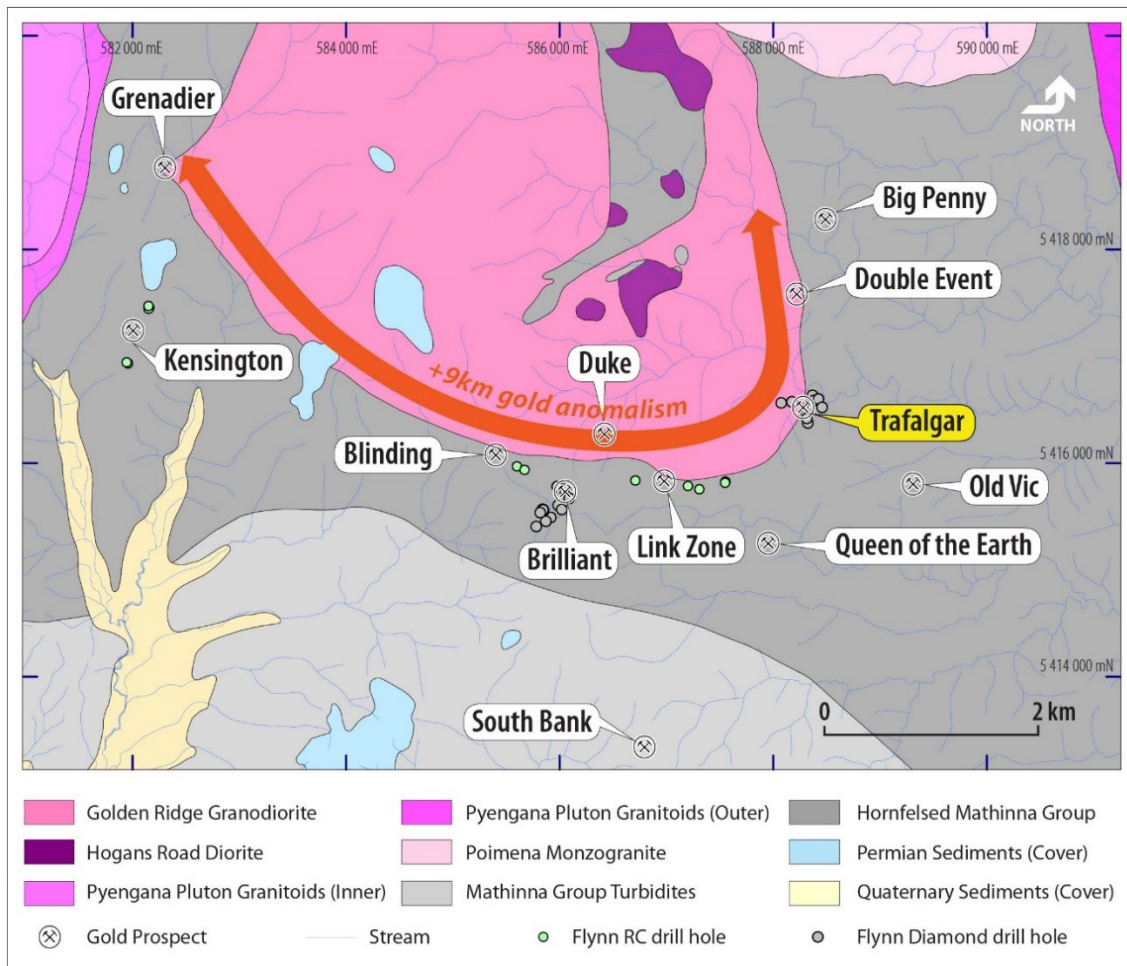 582 000 mE
584 000 mE
586 000 mE
588 000 mE
590 000 mE
Grenadier
NORTH
Big Penny
5 418 000 mN
Double Event
Kensington
Duke
+9km gold anomalism
Trafalgar
Blinding
5 416 000 mN
Old Vic
Brilliant
Link Zone
Queen of the Earth
5 414 000 mN
South Bank
0
2 km
Golden Ridge Granodiorite
Pyengana Pluton Granitoids (Outer)
Hornfelsed Mathinna Group
Hogans Road Diorite
Poimena Monzogranite
Permian Sediments (Cover)
Pyengana Pluton Granitoids (Inner)
Mathinna Group Turbidites
Quaternary Sediments (Cover)
Gold Prospect
Stream
Flynn RC drill hole
Flynn Diamond drill hole